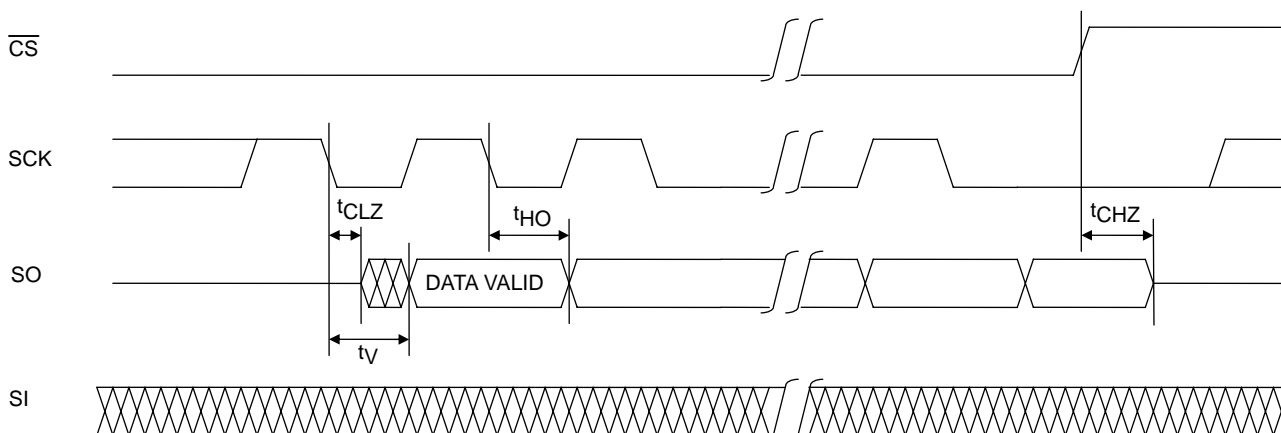 CS
SCK
tCLZ
tHO
tCHZ
SO
DATA VALID
tV
SI